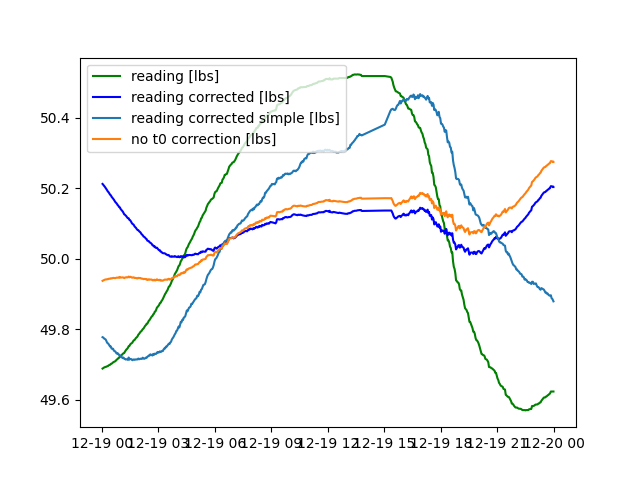 reading [lbs]
reading corrected [lbs]
reading corrected simple [lbs]
no t0 correction [lbs]
50.4
50.2
50.0
49.8
49.6
12-19 00 12-19 03 12-19 06 12-19 09 12-19 12 12-19 15 12-19 18 12-19 21 12-20 00